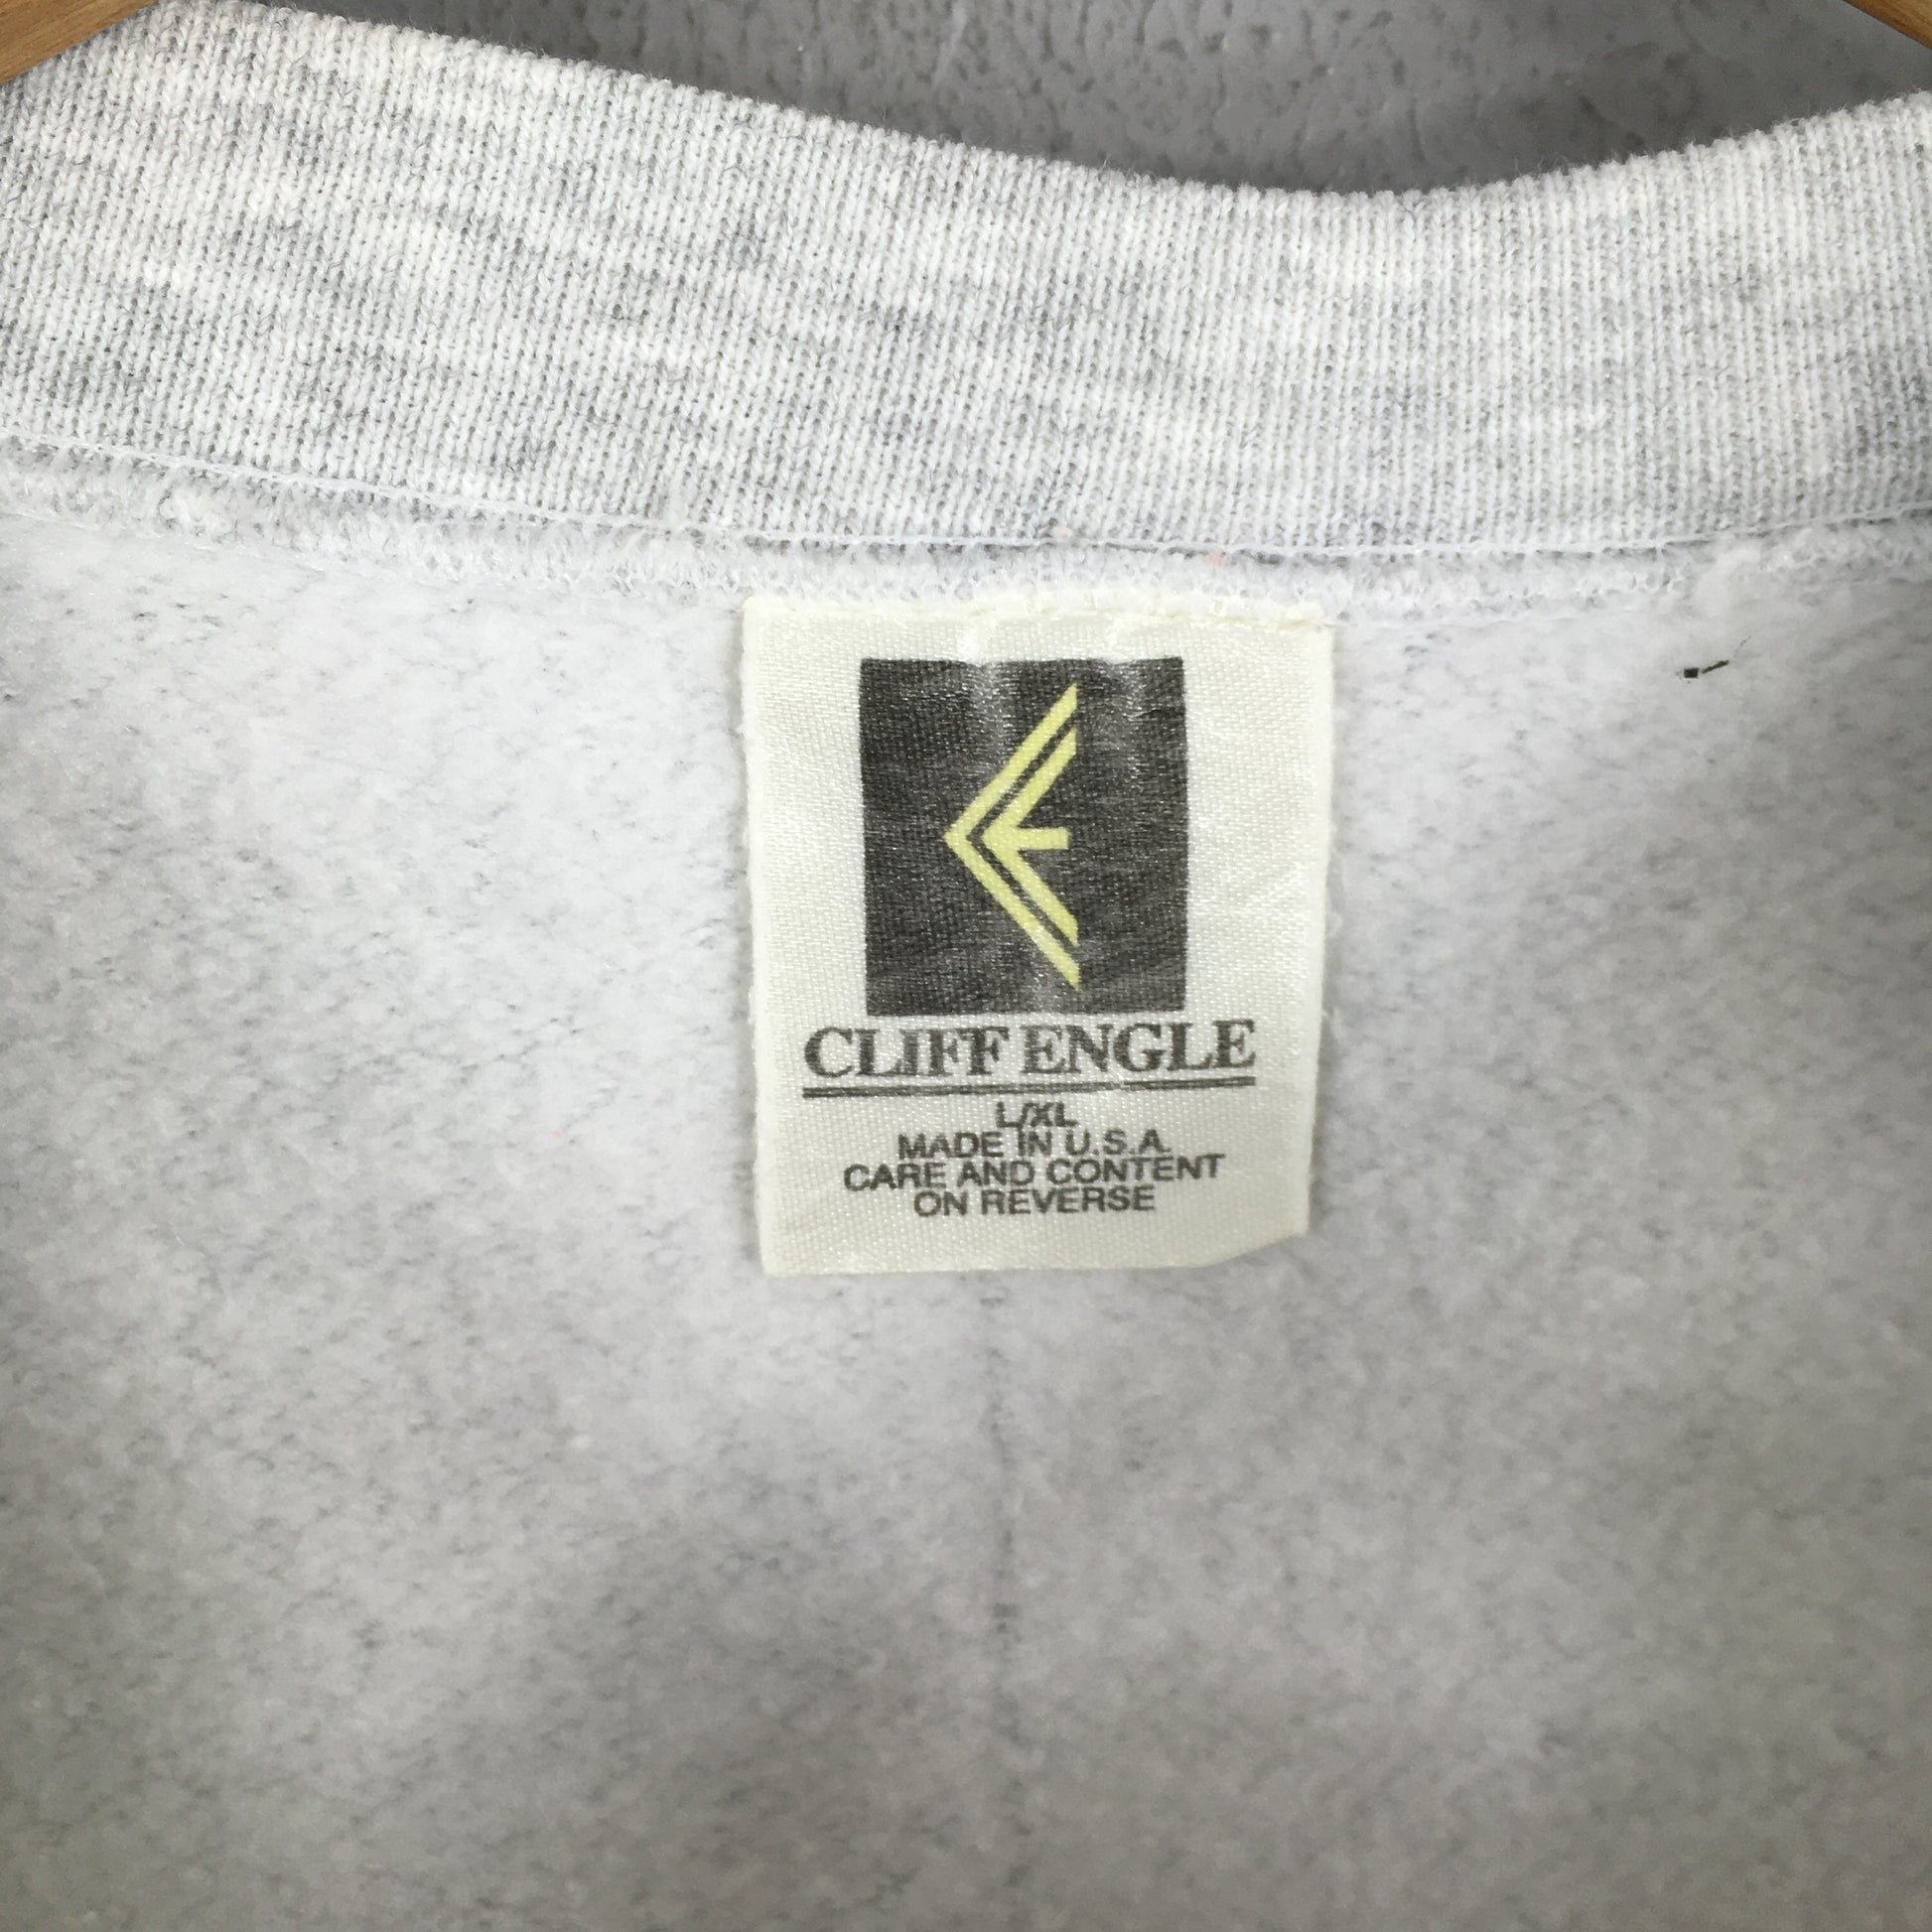 CLIFF ENGLE
L/XL
MADE IN U.S.A.
CARE AND CONTENT
ON REVERSE